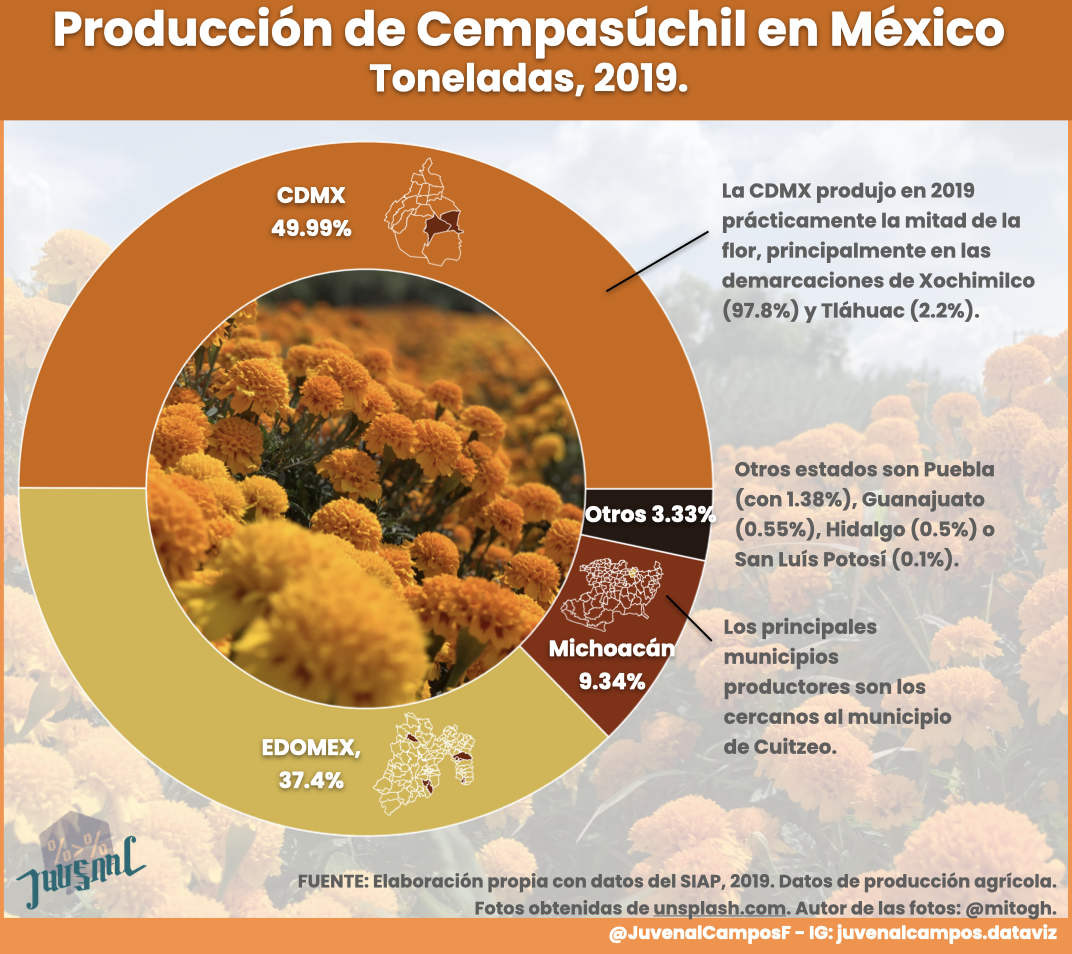 Producción de Cempasúchil en México
Toneladas, 2019.
CDMX
49.99%
La CDMX produjo en 2019
prácticamente la mitad de la
flor, principalmente en las
demarcaciones de Xochimilco
(97.8%) y Tláhuac (2.2%).
Otros 3.33%
Otros estados son Puebla
(con 1.38%), Guanajuato
(0.55%), Hidalgo (0.5%) o
San Luís Potosí (0.1%).
Michoacán
9.34%
Los principales
municipios
productores son los
cercanos al municipio
de Cuitzeo.
EDOMEX,
37.4%
%>%
FUENTE: Elaboración propia con datos del SIAP, 2019. Datos de producción agrícola.
Fotos obtenidas de unsplash.com. Autor de las fotos: @mitogh.
@JuvenalCamposF - IG: juvenalcampos.dataviz